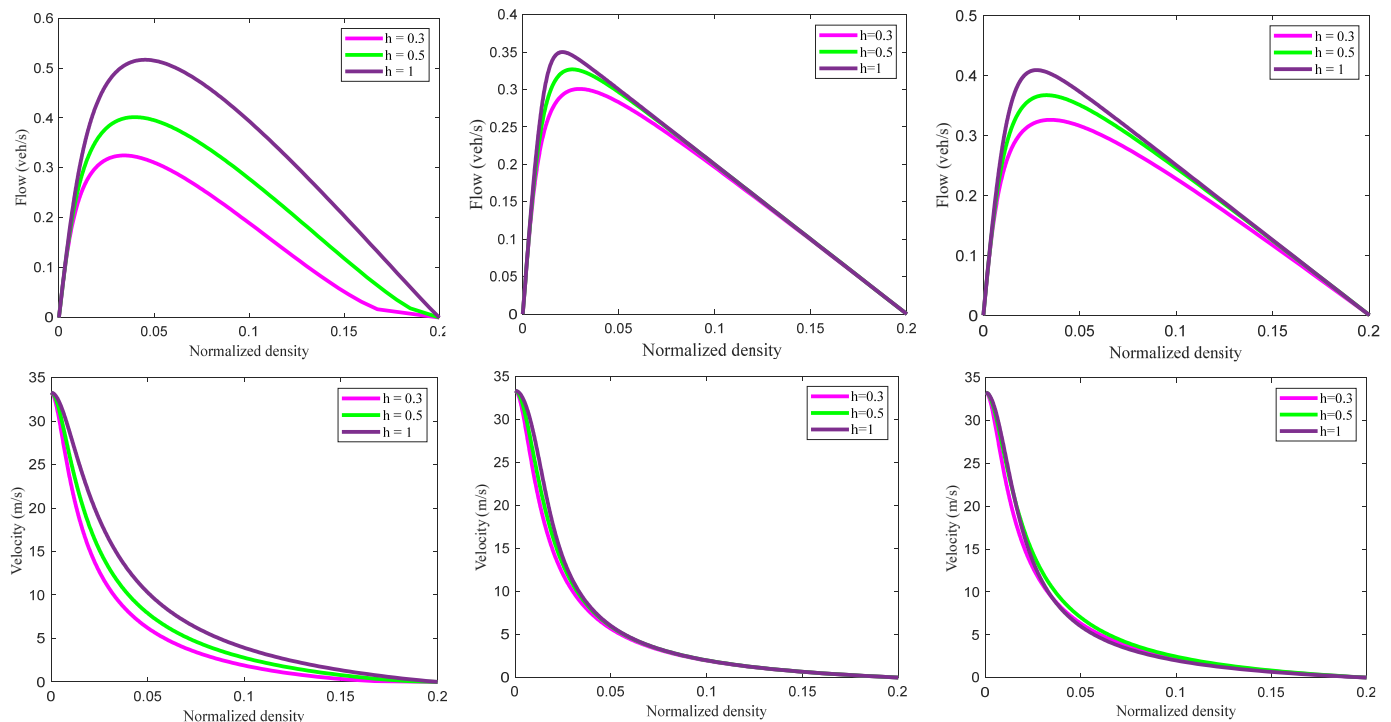 0.6
0.5
0.4
0.3
0.2
0.1
0
Flow (veh/s)
0
0.05
0.1
0.15
0.2
Normalized density
h = 0.3
h = 0.5
h = 1
0.4
0.35
0.3
0.25
0.2
0.15
0.1
0.05
0
Flow (veh/s)
0
0.05
0.1
0.15
0.2
Normalized density
h=0.3
h=0.5
h=1
0.5
0.4
0.3
0.2
0.1
0
Flow (veh/s)
0
0.05
0.1
0.15
0.2
Normalized density
h = 0.3
h = 0.5
h = 1
35
30
25
20
15
10
5
0
Velocity (m/s)
0
0.05
0.1
0.15
0.2
Normalized density
h = 0.3
h = 0.5
h = 1
35
30
25
20
15
10
5
0
Velocity (m/s)
0
0.05
0.1
0.15
0.2
Normalized density
h=0.3
h=0.5
h=1
35
30
25
20
15
10
5
0
Velocity (m/s)
0
0.05
0.1
0.15
0.2
Normalized density
h=0.3
h=0.5
h=1